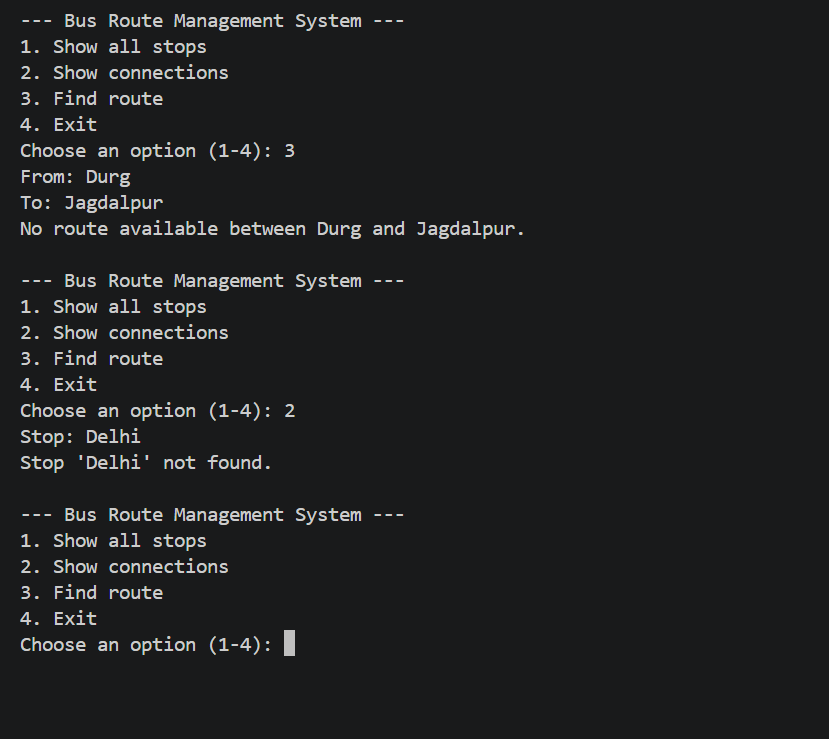 --- Bus Route Management System ---
1. Show all stops
2. Show connections
3. Find route
4. Exit
Choose an option (1-4): 3
From: Durg
To: Jagdalpur
No route available between Durg and Jagdalpur.

--- Bus Route Management System ---
1. Show all stops
2. Show connections
3. Find route
4. Exit
Choose an option (1-4): 2
Stop: Delhi
Stop 'Delhi' not found.

--- Bus Route Management System ---
1. Show all stops
2. Show connections
3. Find route
4. Exit
Choose an option (1-4):